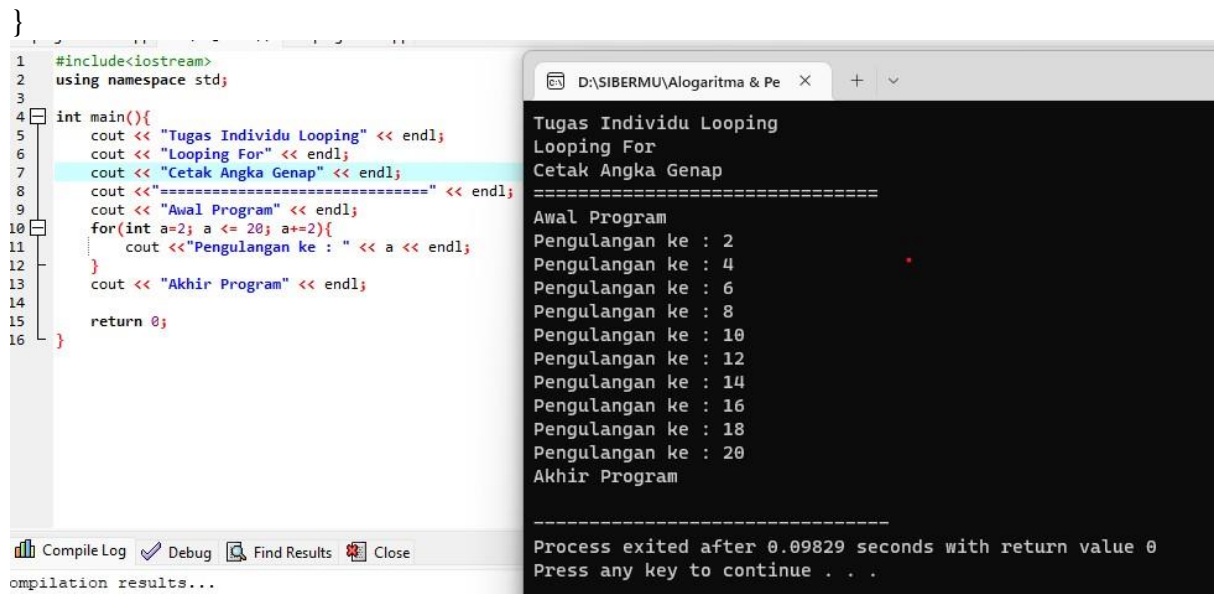 }
1 #include<iostream>
2 using namespace std;
3
4 int main(){
5 cout << "Tugas Individu Looping" << endl;
6 cout << "Looping For" << endl;
7 cout << "Cetak Angka Genap" << endl;
8 cout <<"===============================" << endl;
9 cout << "Awal Program" << endl;
10 for(int a=2; a <= 20; a+=2){
11 cout <<"Pengulangan ke : " << a << endl;
12 }
13 cout << "Akhir Program" << endl;
14
15 return 0;
16 }
Compile Log Debug Find Results Close
ompilation results...
D:\SIBERMU\Alogaritma & Pe
Tugas Individu Looping
Looping For
Cetak Angka Genap
===============================
Awal Program
Pengulangan ke : 2
Pengulangan ke : 4
Pengulangan ke : 6
Pengulangan ke : 8
Pengulangan ke : 10
Pengulangan ke : 12
Pengulangan ke : 14
Pengulangan ke : 16
Pengulangan ke : 18
Pengulangan ke : 20
Akhir Program
--------------------------------
Process exited after 0.09829 seconds with return value 0
Press any key to continue . . .